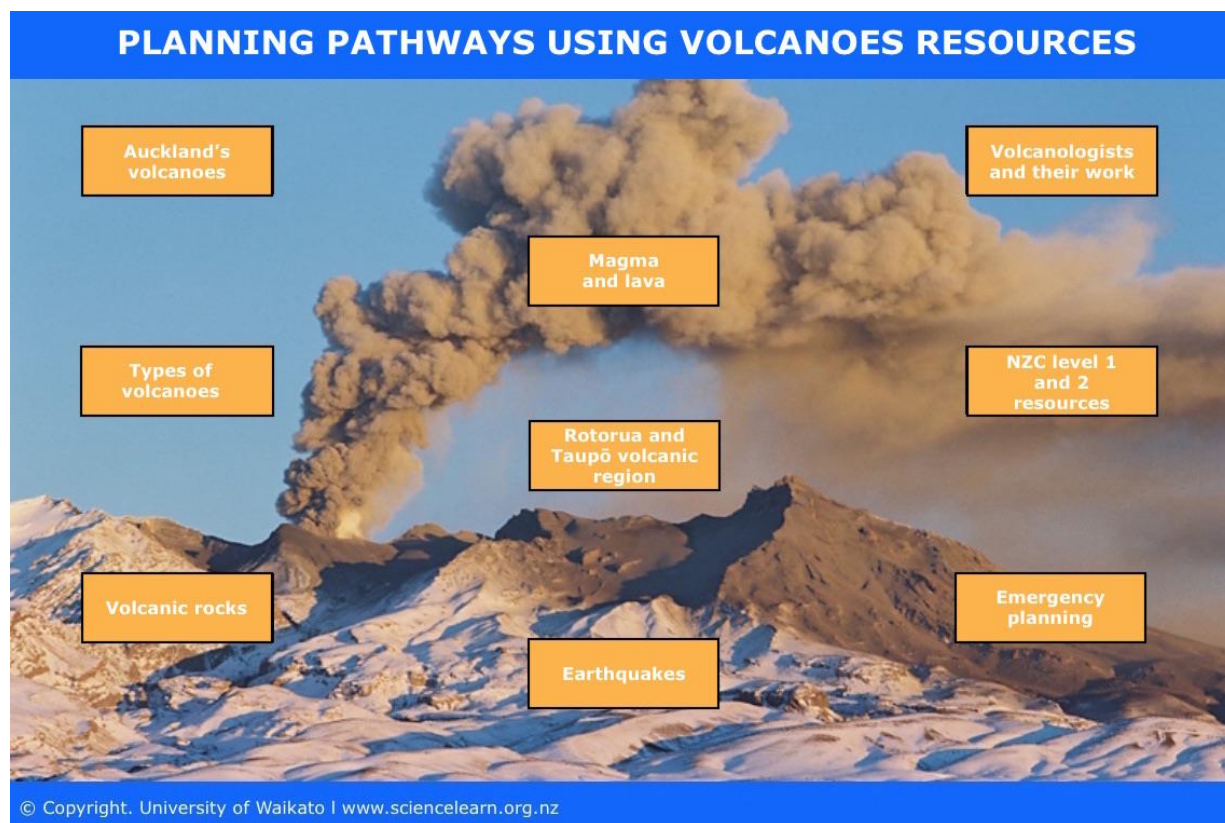 PLANNING PATHWAYS USING VOLCANOES RESOURCES
Auckland's
volcanoes
Volcanologists
and their work
Magma
and lava
Types of
volcanoes
NZC level 1
and 2
resources
Rotorua and
Taupō volcanic
region
Volcanic rocks
Emergency
planning
Earthquakes
© Copyright. University of Waikato l www.sciencelearn.org.nz